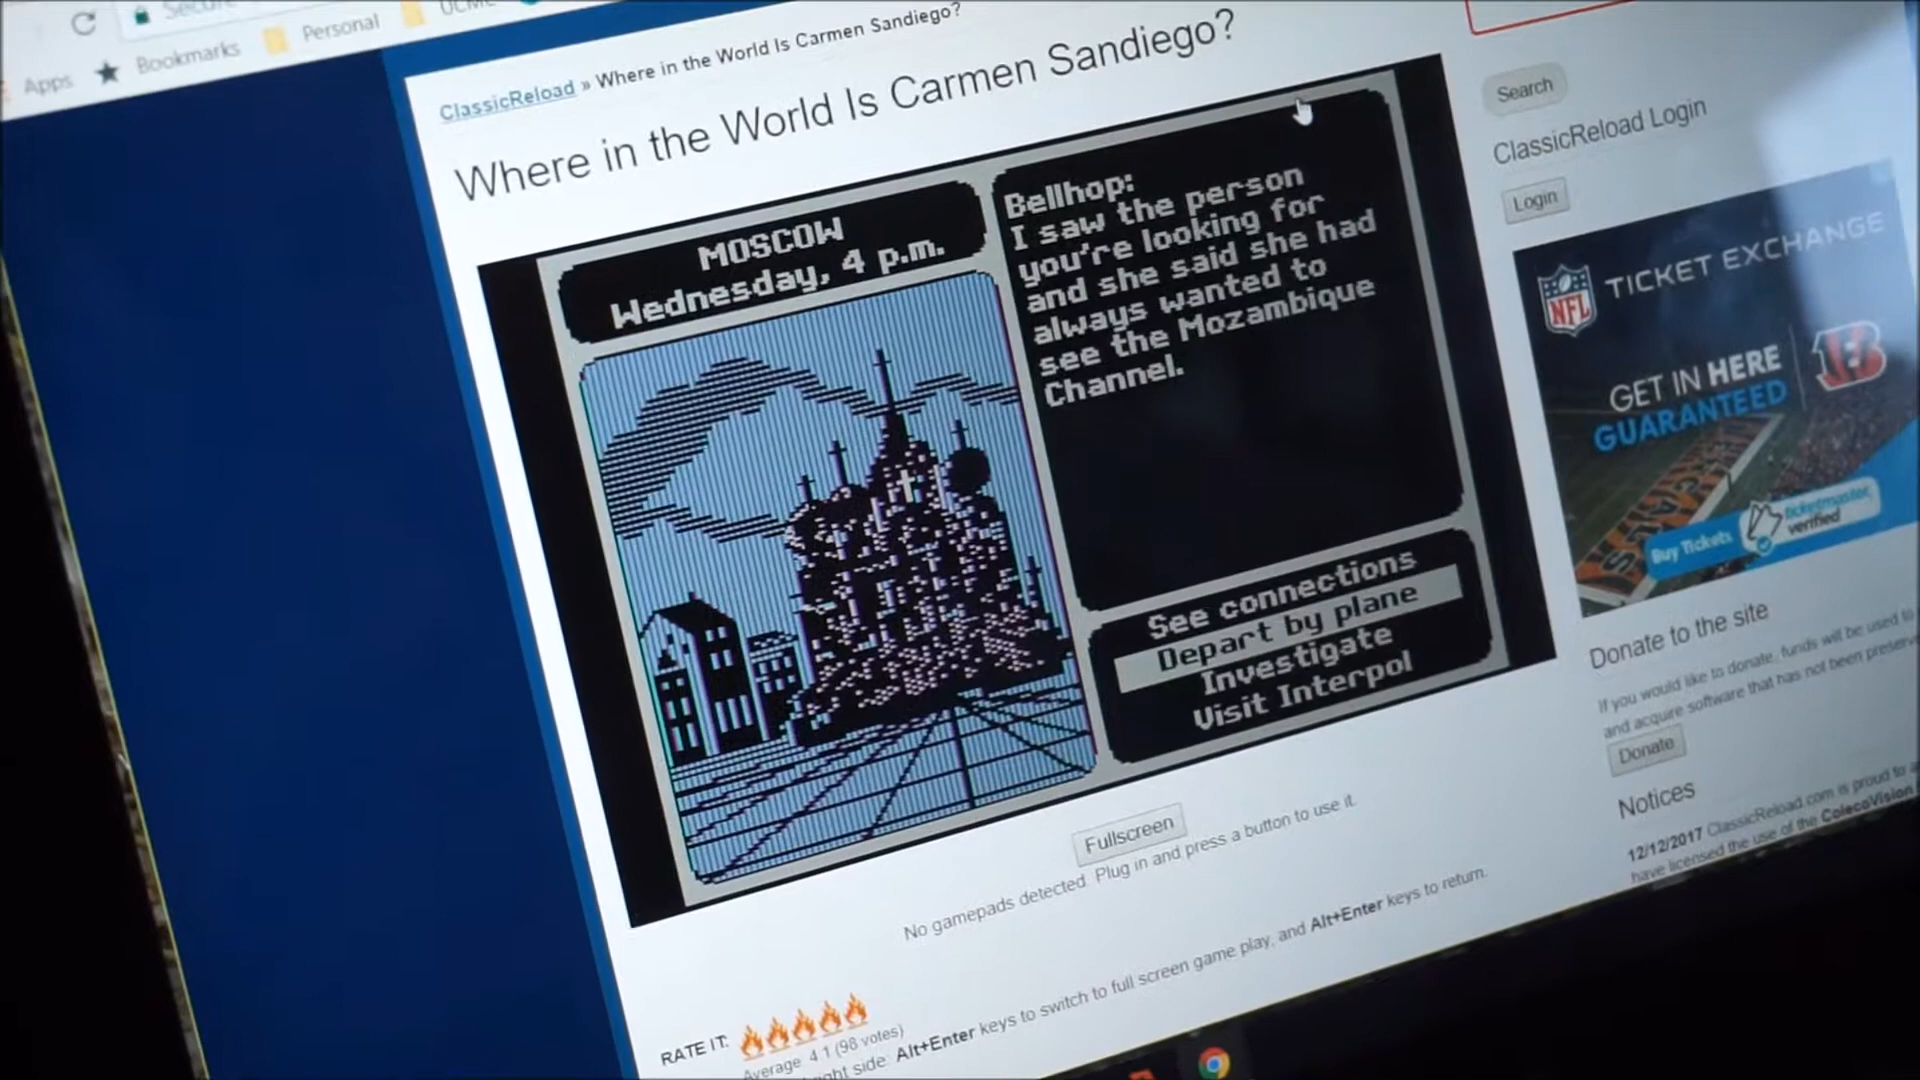 Secure
Apps
Bookmarks
Personal
ClassicReload » Where in the World Is Carmen Sandiego?
Where in the World Is Carmen Sandiego?
MOSCOW
Wednesday, 4 p.m.
Bellhop:
I saw the person
you're looking for
and she said she had
always wanted to
see the Mozambique
Channel.
See connections
Depart by plane
Investigate
Visit Interpol
Fullscreen
No gamepads detected. Plug in and press a button to use it.
RATE IT:
Average 4.1 (98 votes)
side: Alt+Enter keys to switch to full screen game play, and Alt+Enter keys to return.
Search
ClassicReload Login
Login
NFL
TICKET EXCHANGE
GET IN HERE
GUARANTEED
B
Buy Tickets
ticketmaster
verified
Donate to the site
If you would like to donate, funds will be used to
and acquire software that has not been
Donate
Notices
12/12/2017 ClassicReload.com is proud to
have licensed the use of the ColecoVision